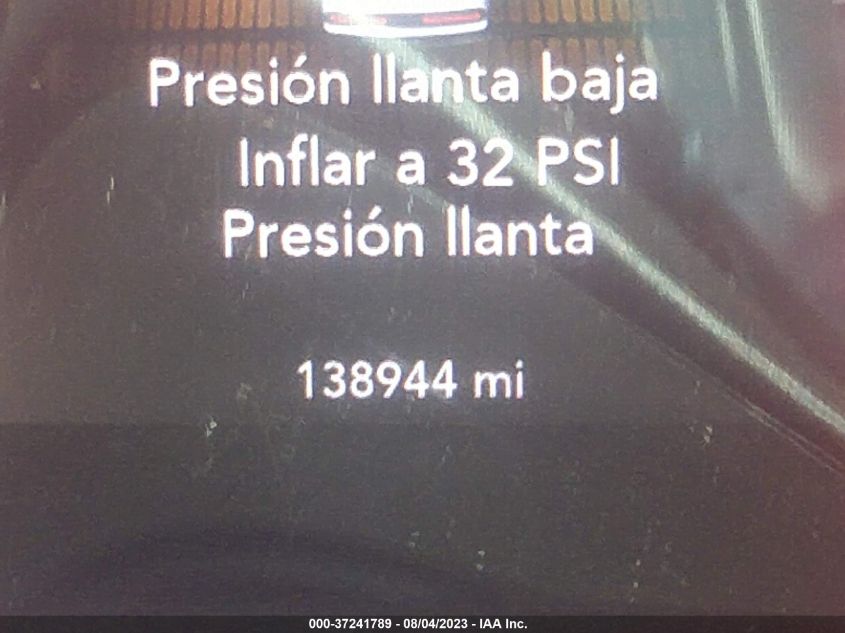 Presión llanta baja
Inflar a 32 PSI
Presión llanta
138944 mi
000-37241789 - 08/04/2023 - IAA Inc.